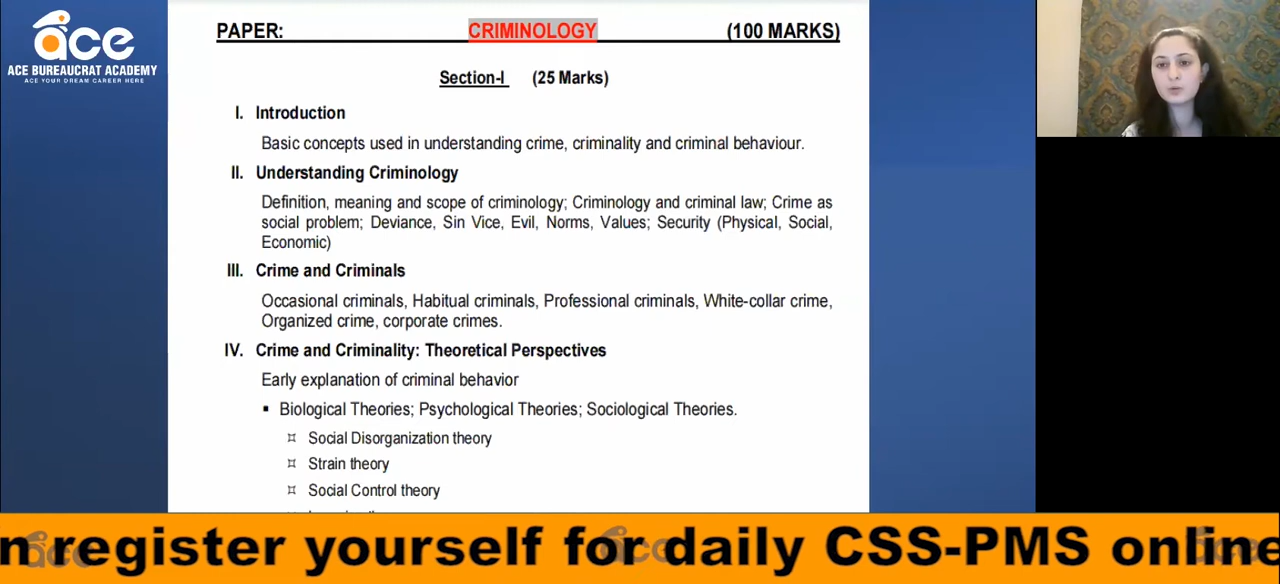 ace
ACE BUREAUCRAT ACADEMY
ACE YOUR DREAM CAREER HERE
PAPER: CRIMINOLOGY (100 MARKS)
Section-I (25 Marks)
I. Introduction
Basic concepts used in understanding crime, criminality and criminal behaviour.
II. Understanding Criminology
Definition, meaning and scope of criminology; Criminology and criminal law; Crime as
social problem; Deviance, Sin Vice, Evil, Norms, Values; Security (Physical, Social,
Economic)
III. Crime and Criminals
Occasional criminals, Habitual criminals, Professional criminals, White-collar crime,
Organized crime, corporate crimes.
IV. Crime and Criminality: Theoretical Perspectives
Early explanation of criminal behavior
▪ Biological Theories; Psychological Theories; Sociological Theories.
¤ Social Disorganization theory
¤ Strain theory
¤ Social Control theory
n register yourself for daily CSS-PMS online
ace
ace
ace